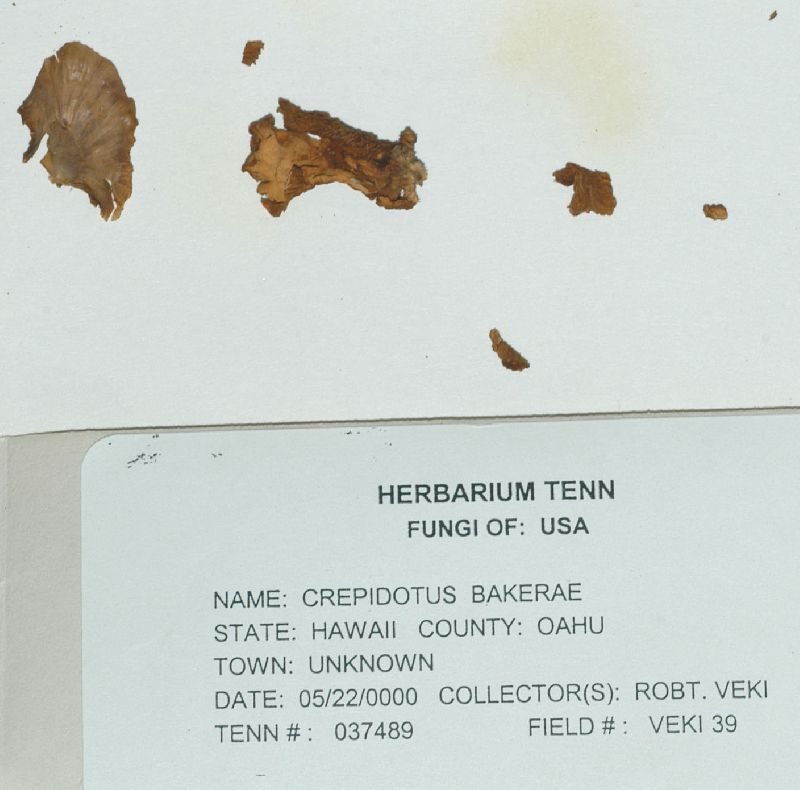 HERBARIUM TENN
FUNGI OF: USA
NAME: CREPIDOTUS BAKERAE
STATE: HAWAII COUNTY: OAHU
TOWN: UNKNOWN
DATE: 05/22/0000 COLLECTOR(S): ROBT. VEKI
TENN # : 037489 FIELD # : VEKI 39